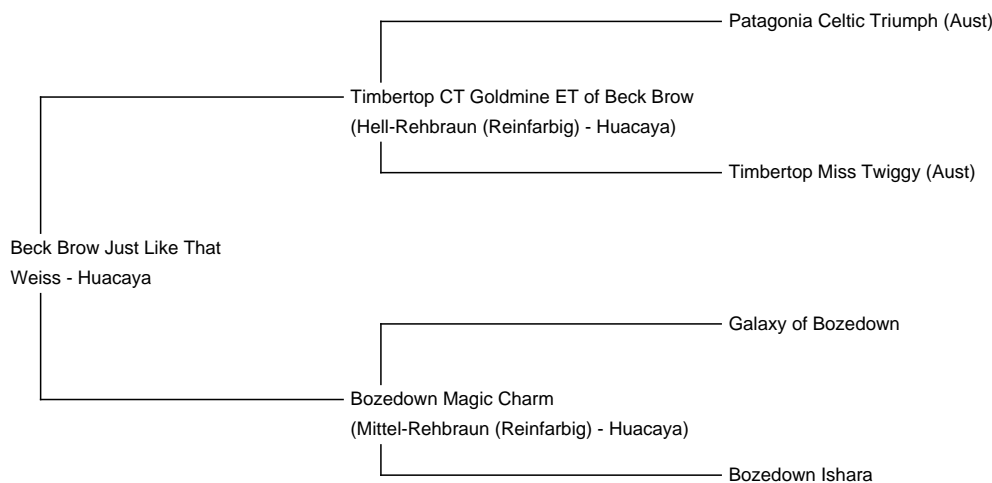 Patagonia Celtic Triumph (Aust)
Timbertop CT Goldmine ET of Beck Brow
(Hell-Rehbraun (Reinfarbig) - Huacaya)
Timbertop Miss Twiggy (Aust)
Beck Brow Just Like That
Weiss - Huacaya
Galaxy of Bozedown
Bozedown Magic Charm
(Mittel-Rehbraun (Reinfarbig) - Huacaya)
Bozedown Ishara